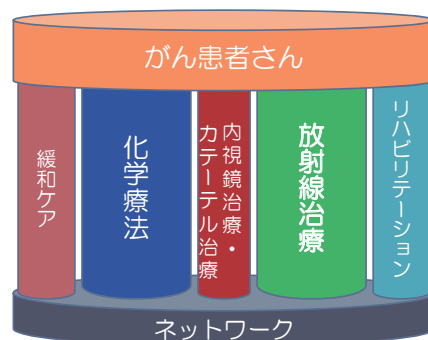 がん患者さん
緩和ケア
化学療法
内視鏡治療・
カテーテル治療
放射線治療
リハビリテーション
ネットワーク